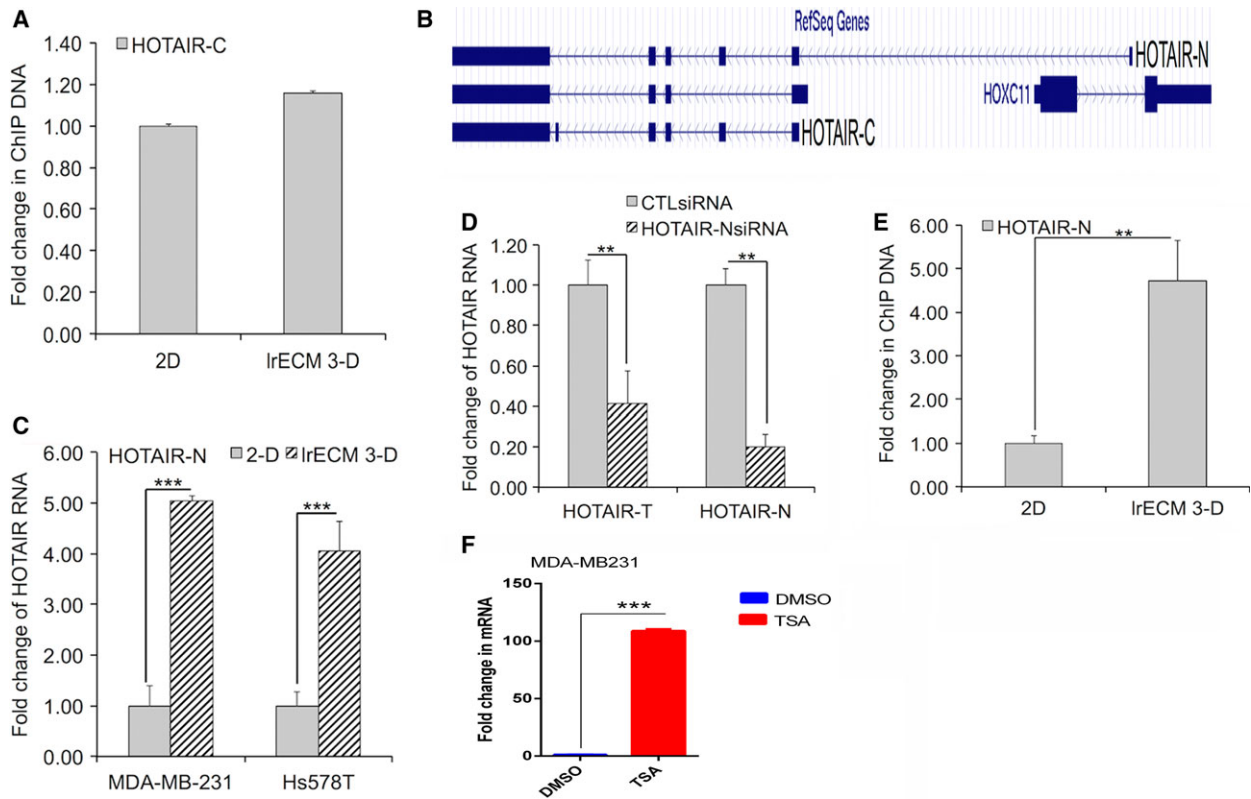 A
HOTAIR-C
Fold change in ChIP DNA
1.40
1.20
1.00
0.80
0.60
0.40
0.20
0.00
2D
lrECM 3-D
B
RefSeq Genes
HOTAIR-N
HOXC11
HOTAIR-C
C
HOTAIR-N
2-D
lrECM 3-D
Fold change of HOTAIR RNA
6.00
5.00
4.00
3.00
2.00
1.00
0.00
***
***
MDA-MB-231
Hs578T
D
CTLsiRNA
HOTAIR-NsiRNA
Fold change of HOTAIR RNA
1.20
1.00
0.80
0.60
0.40
0.20
0.00
**
**
HOTAIR-T
HOTAIR-N
E
HOTAIR-N
Fold change in ChIP DNA
6.00
5.00
4.00
3.00
2.00
1.00
0.00
**
2D
lrECM 3-D
F
MDA-MB231
Fold change in mRNA
150
100
50
0
***
DMSO
TSA
DMSO
TSA